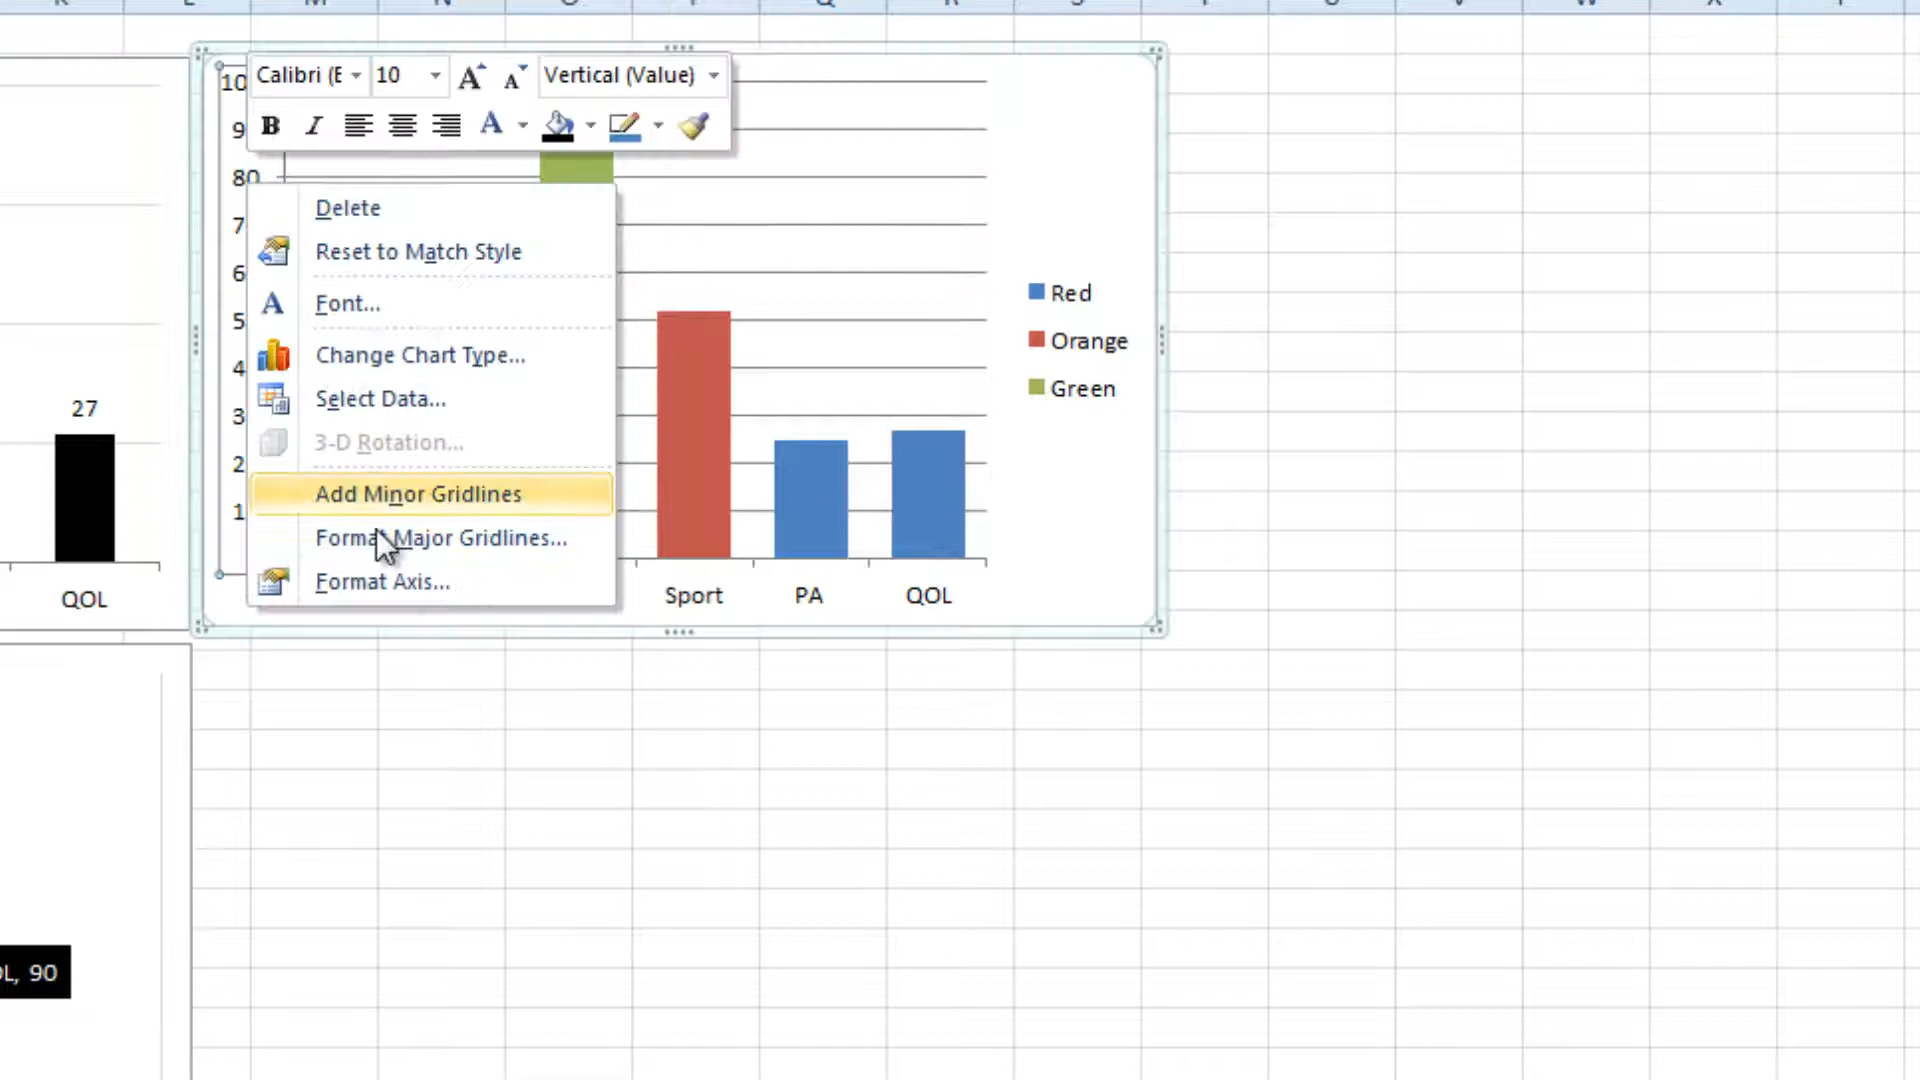 Calibri (E 10 Vertical (Value)
B I A
10
9
80
7
6
5
4
3
2
1
Delete
Reset to Match Style
Font...
Change Chart Type...
Select Data...
3-D Rotation...
Add Minor Gridlines
Format Major Gridlines...
Format Axis...
Red
Orange
Green
Sport PA QOL
27
QOL
OL, 90